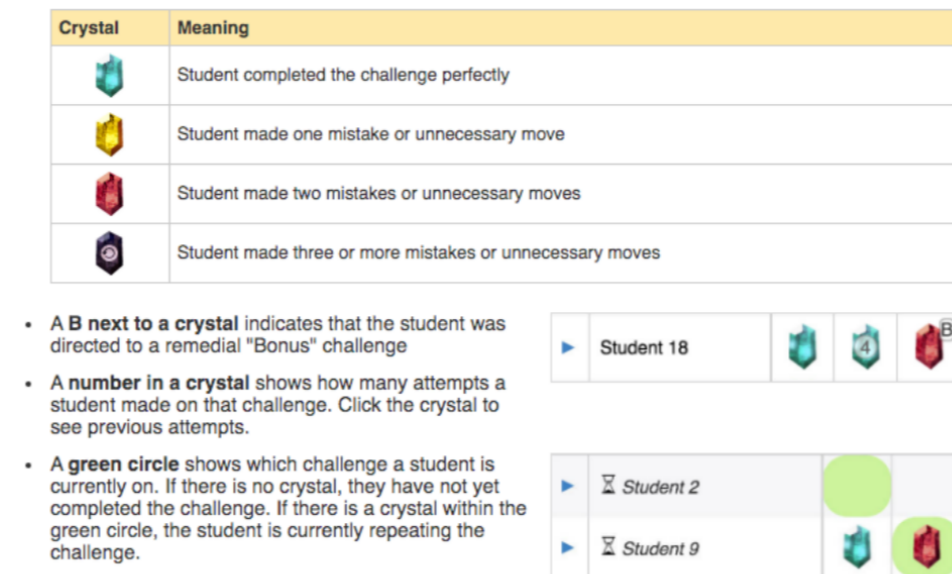 Crystal Meaning
Student completed the challenge perfectly
Student made one mistake or unnecessary move
Student made two mistakes or unnecessary moves
Student made three or more mistakes or unnecessary moves
• A B next to a crystal indicates that the student was
directed to a remedial "Bonus" challenge
• A number in a crystal shows how many attempts a
student made on that challenge. Click the crystal to
see previous attempts.
• A green circle shows which challenge a student is
currently on. If there is no crystal, they have not yet
completed the challenge. If there is a crystal within the
green circle, the student is currently repeating the
challenge.
Student 18 4 B
Student 2
Student 9